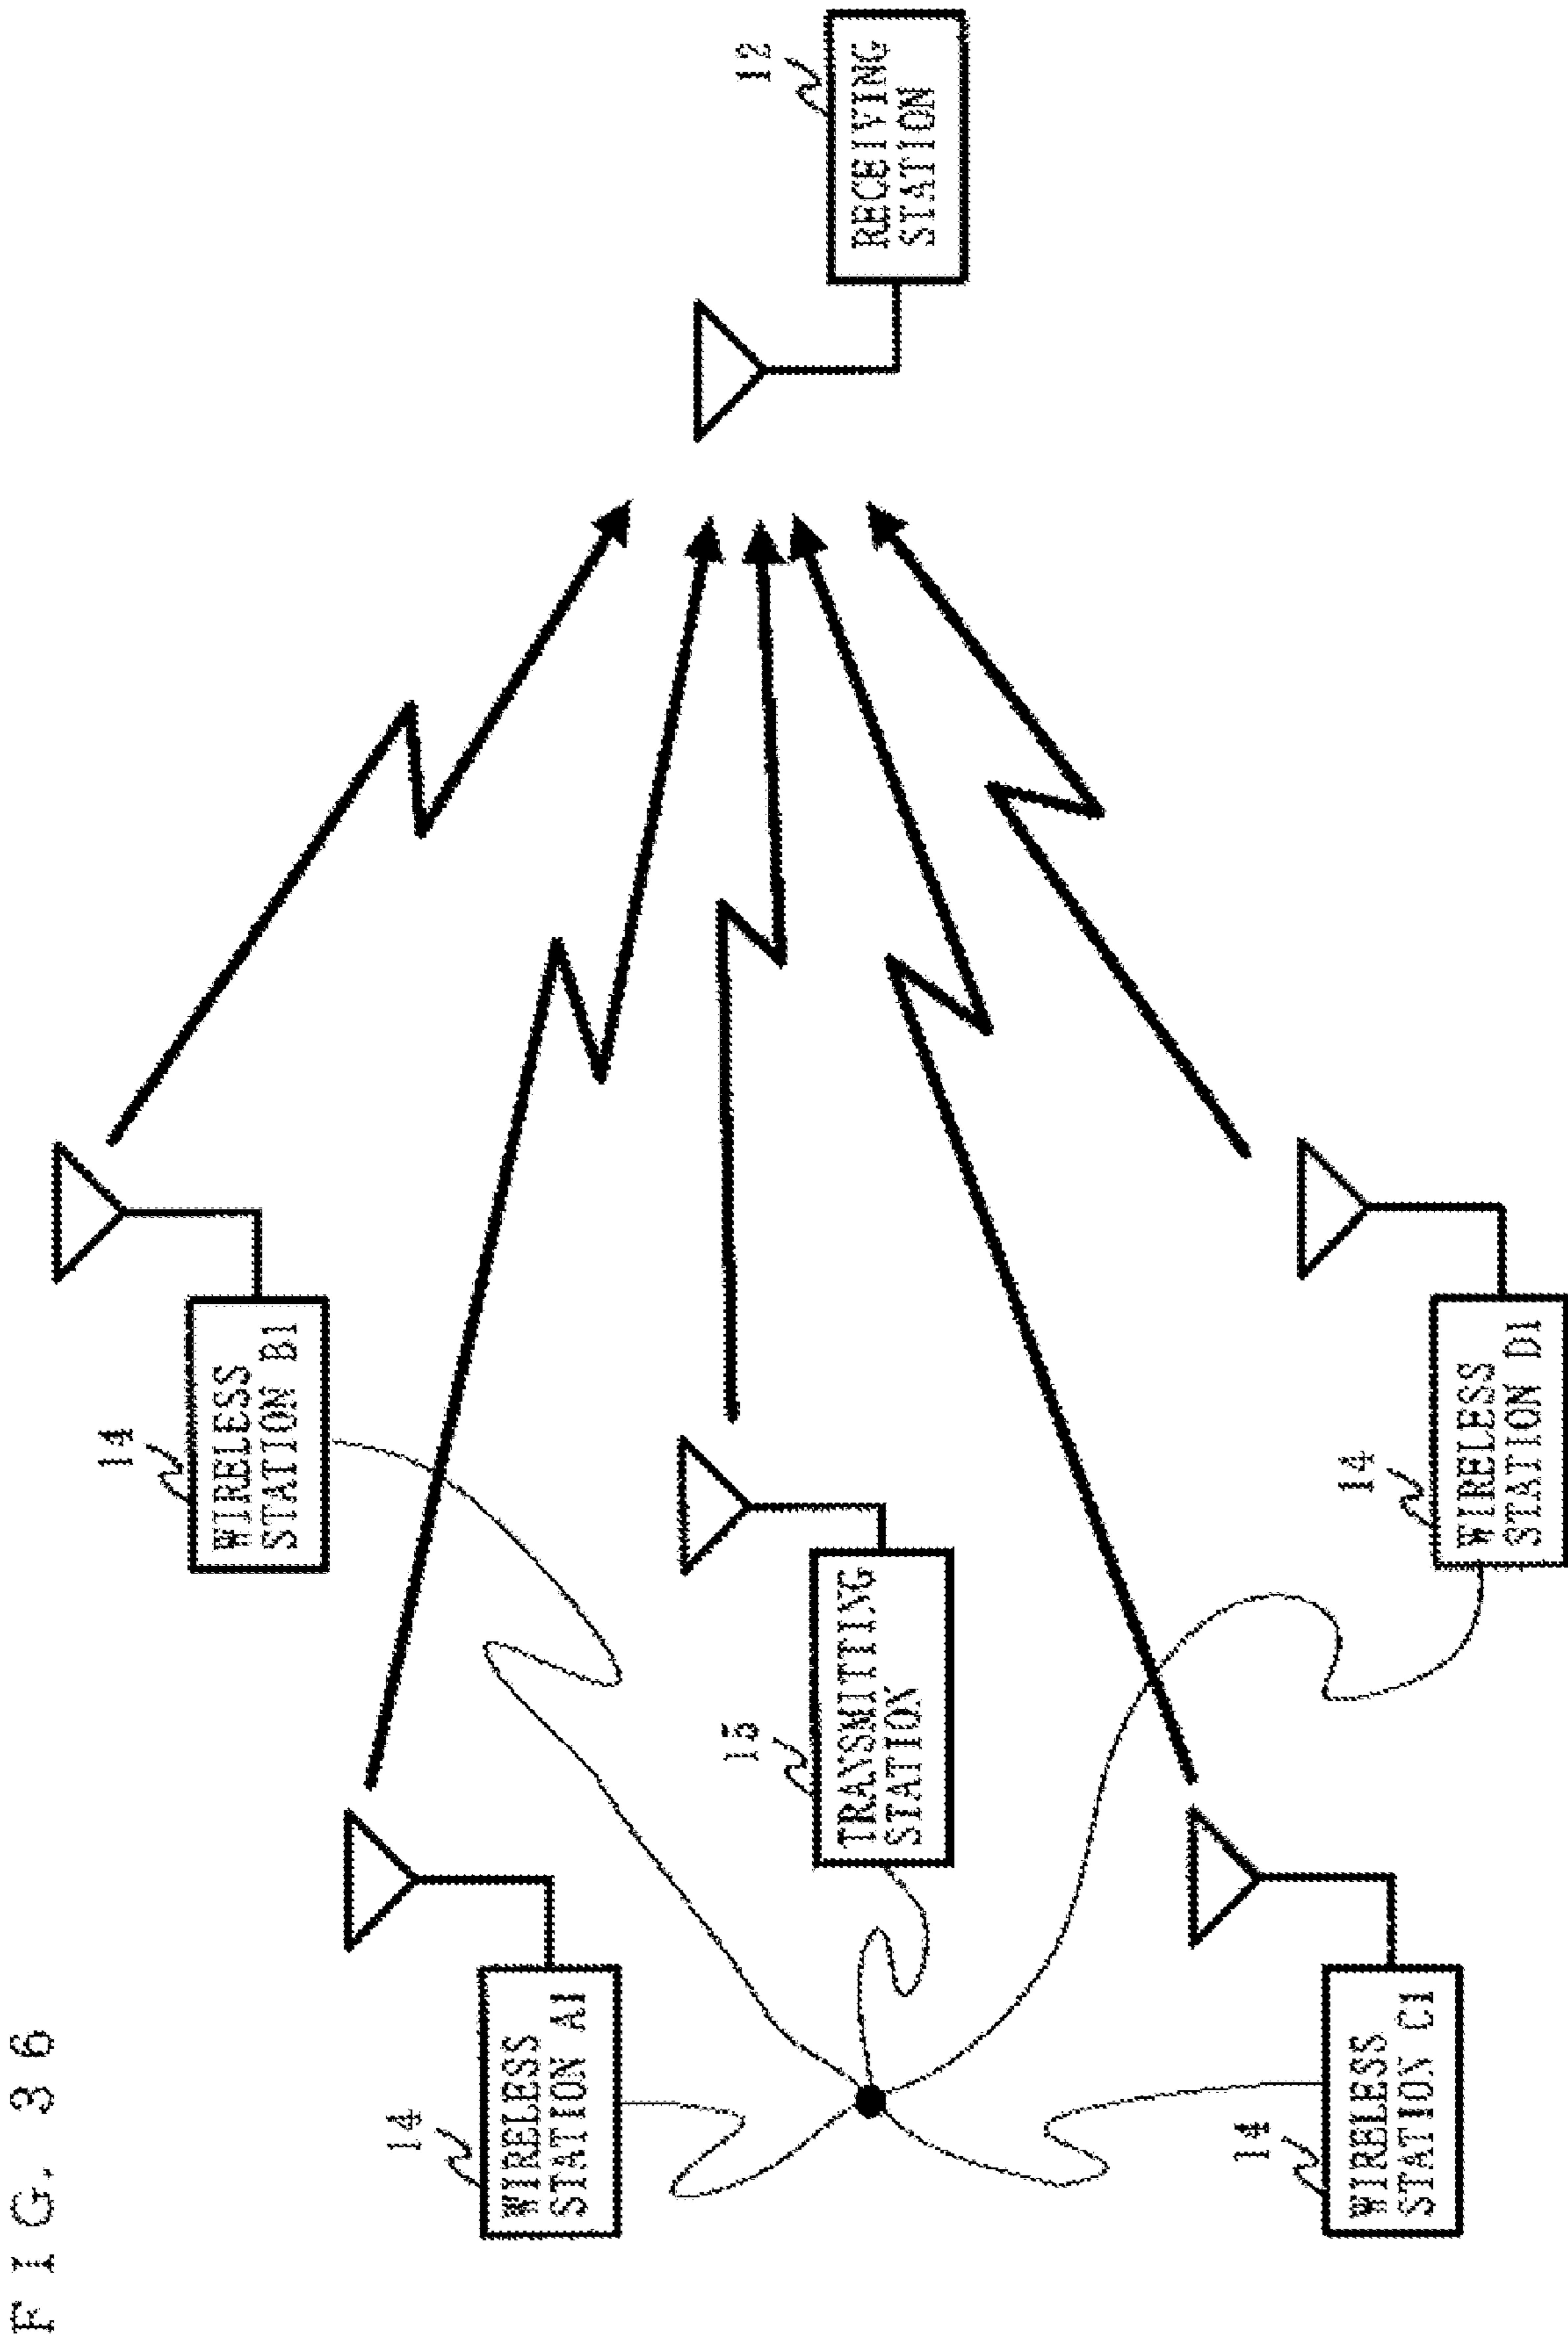 FIG. 36
14
WIRELESS
STATION B1
14
WIRELESS
STATION A1
12
RECEIVING
STATION
15
TRANSMITING
STATION
14
WIRELESS
STATION D1
14
WIRELESS
STATION C1